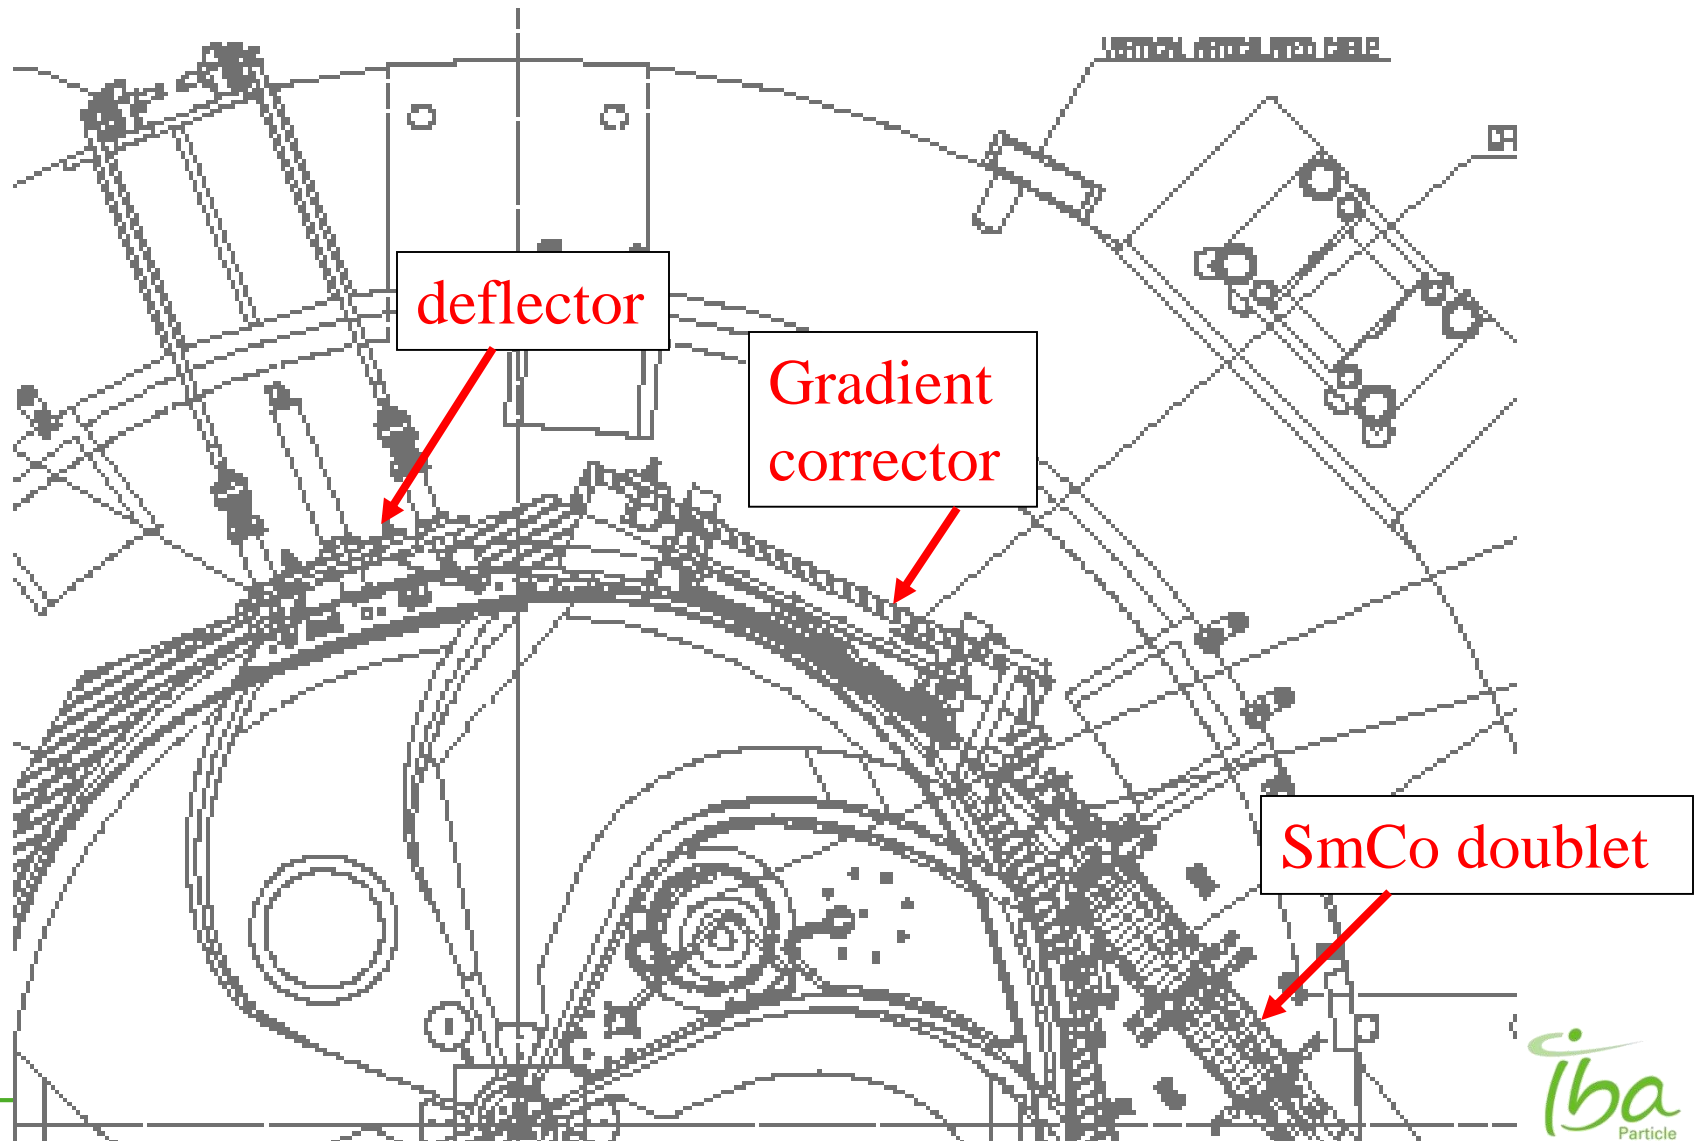 deflector
Gradient
corrector
SmCo doublet
iba
Particle